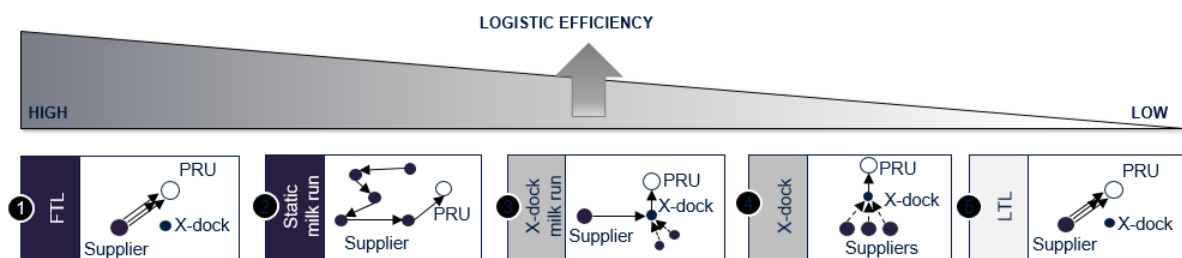 LOGISTIC EFFICIENCY
HIGH
LOW
1
FTL
PRU
X-dock
Supplier
2
Static
milk run
PRU
Supplier
3
X-dock
milk run
PRU
X-dock
Supplier
4
X-dock
PRU
X-dock
Suppliers
5
LTL
PRU
X-dock
Supplier